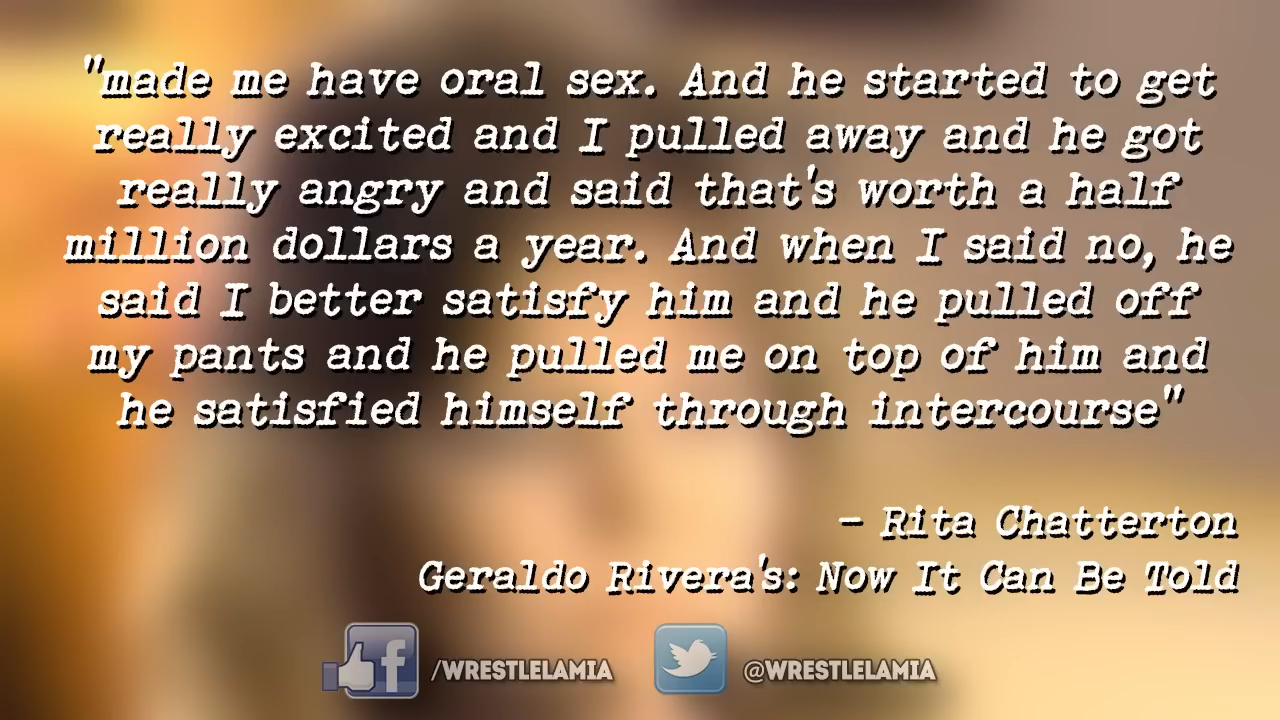 "made me have oral sex. And he started to get
really excited and I pulled away and he got
really angry and said that's worth a half
million dollars a year. And when I said no, he
said I better satisfy him and he pulled off
my pants and he pulled me on top of him and
he satisfied himself through intercourse"
- Rita Chatterton
Geraldo Rivera's: Now It Can Be Told
f /WRESTLELAMIA @WRESTLELAMIA